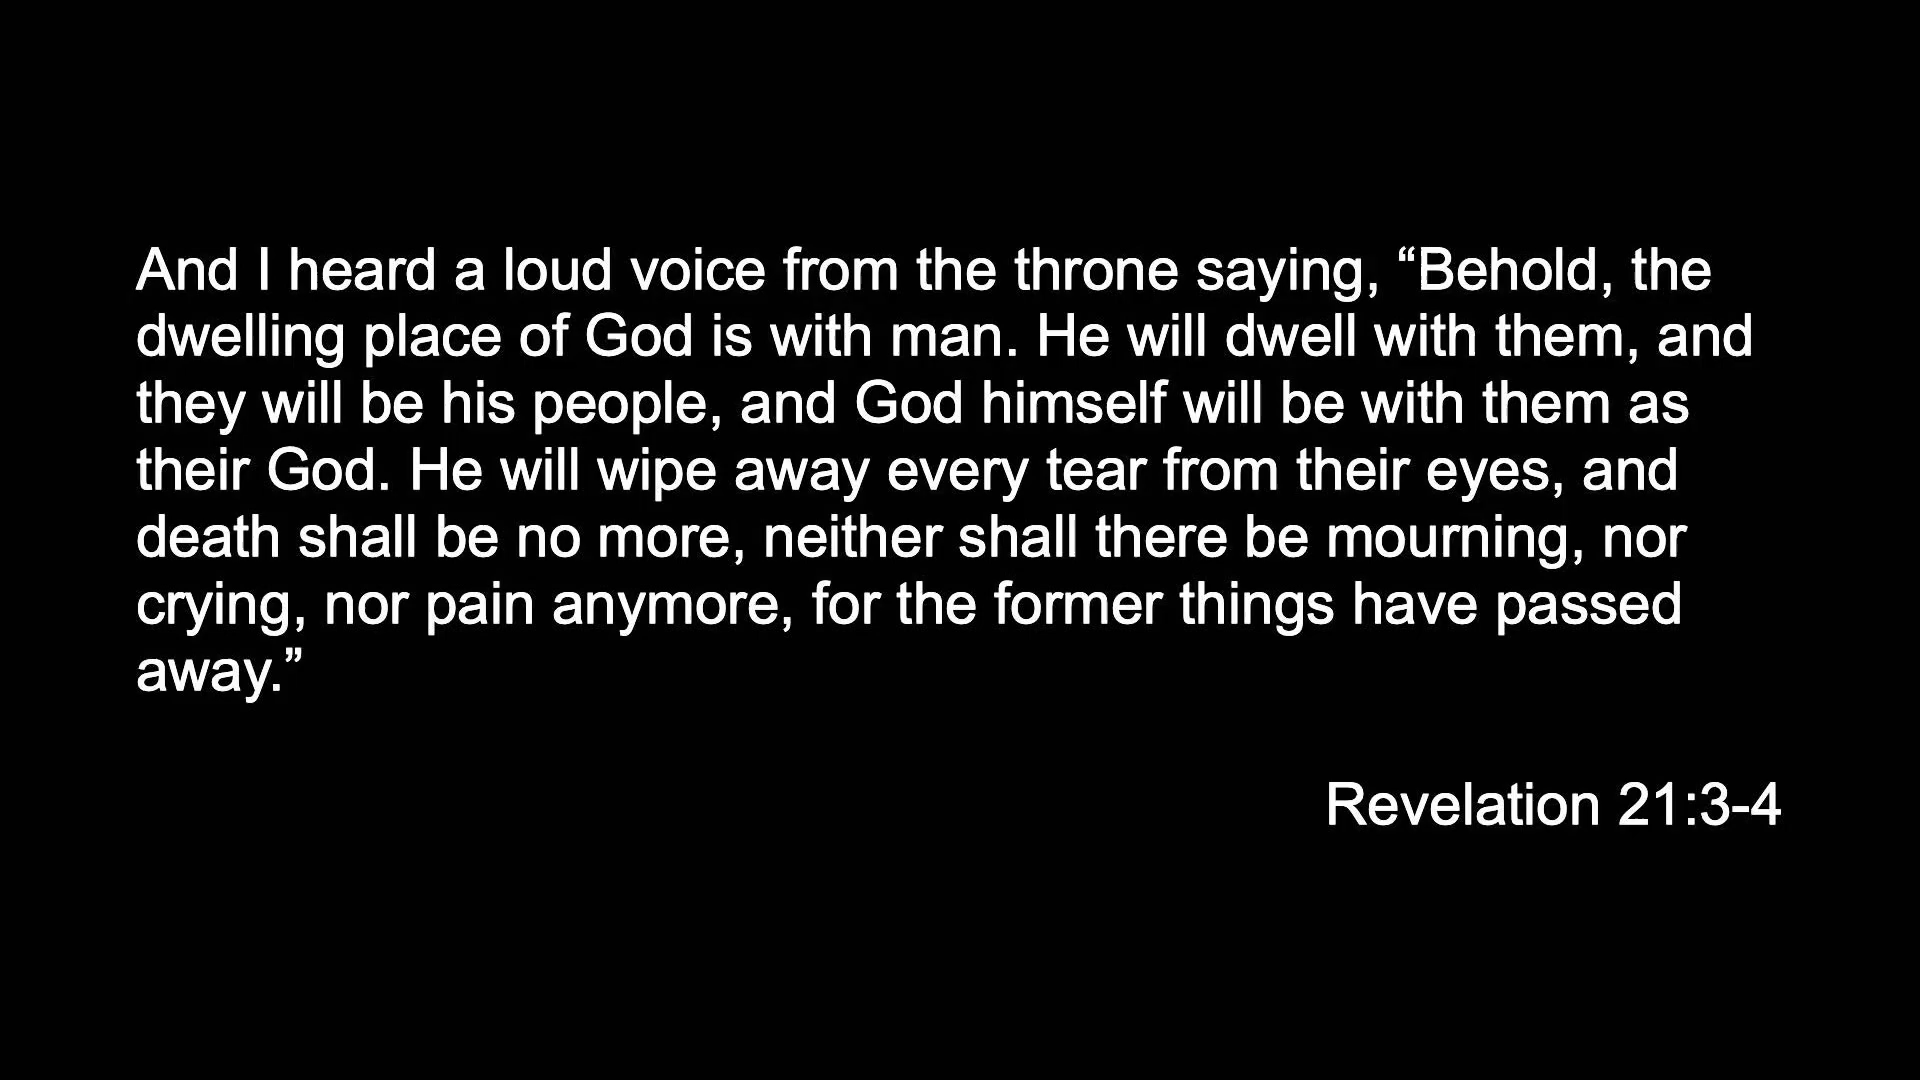 And I heard a loud voice from the throne saying, “Behold, the
dwelling place of God is with man. He will dwell with them, and
they will be his people, and God himself will be with them as
their God. He will wipe away every tear from their eyes, and
death shall be no more, neither shall there be mourning, nor
crying, nor pain anymore, for the former things have passed
away.”
Revelation 21:3-4